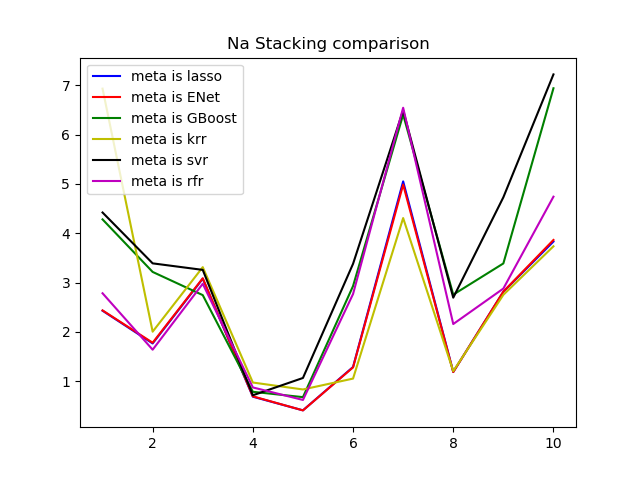 Na Stacking comparison
7
6
5
4
3
2
1
meta is lasso
meta is ENet
meta is GBoost
meta is krr
meta is svr
meta is rfr
2 4 6 8 10